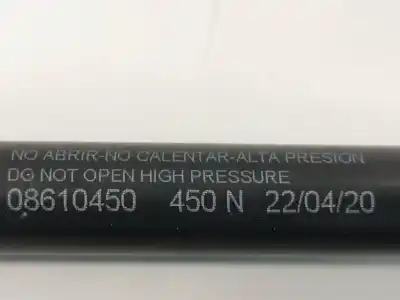 NO ABRIR-NO CALENTAR-ALTA PRESION
DO NOT OPEN HIGH PRESSURE
08610450 450 N 22/04/20